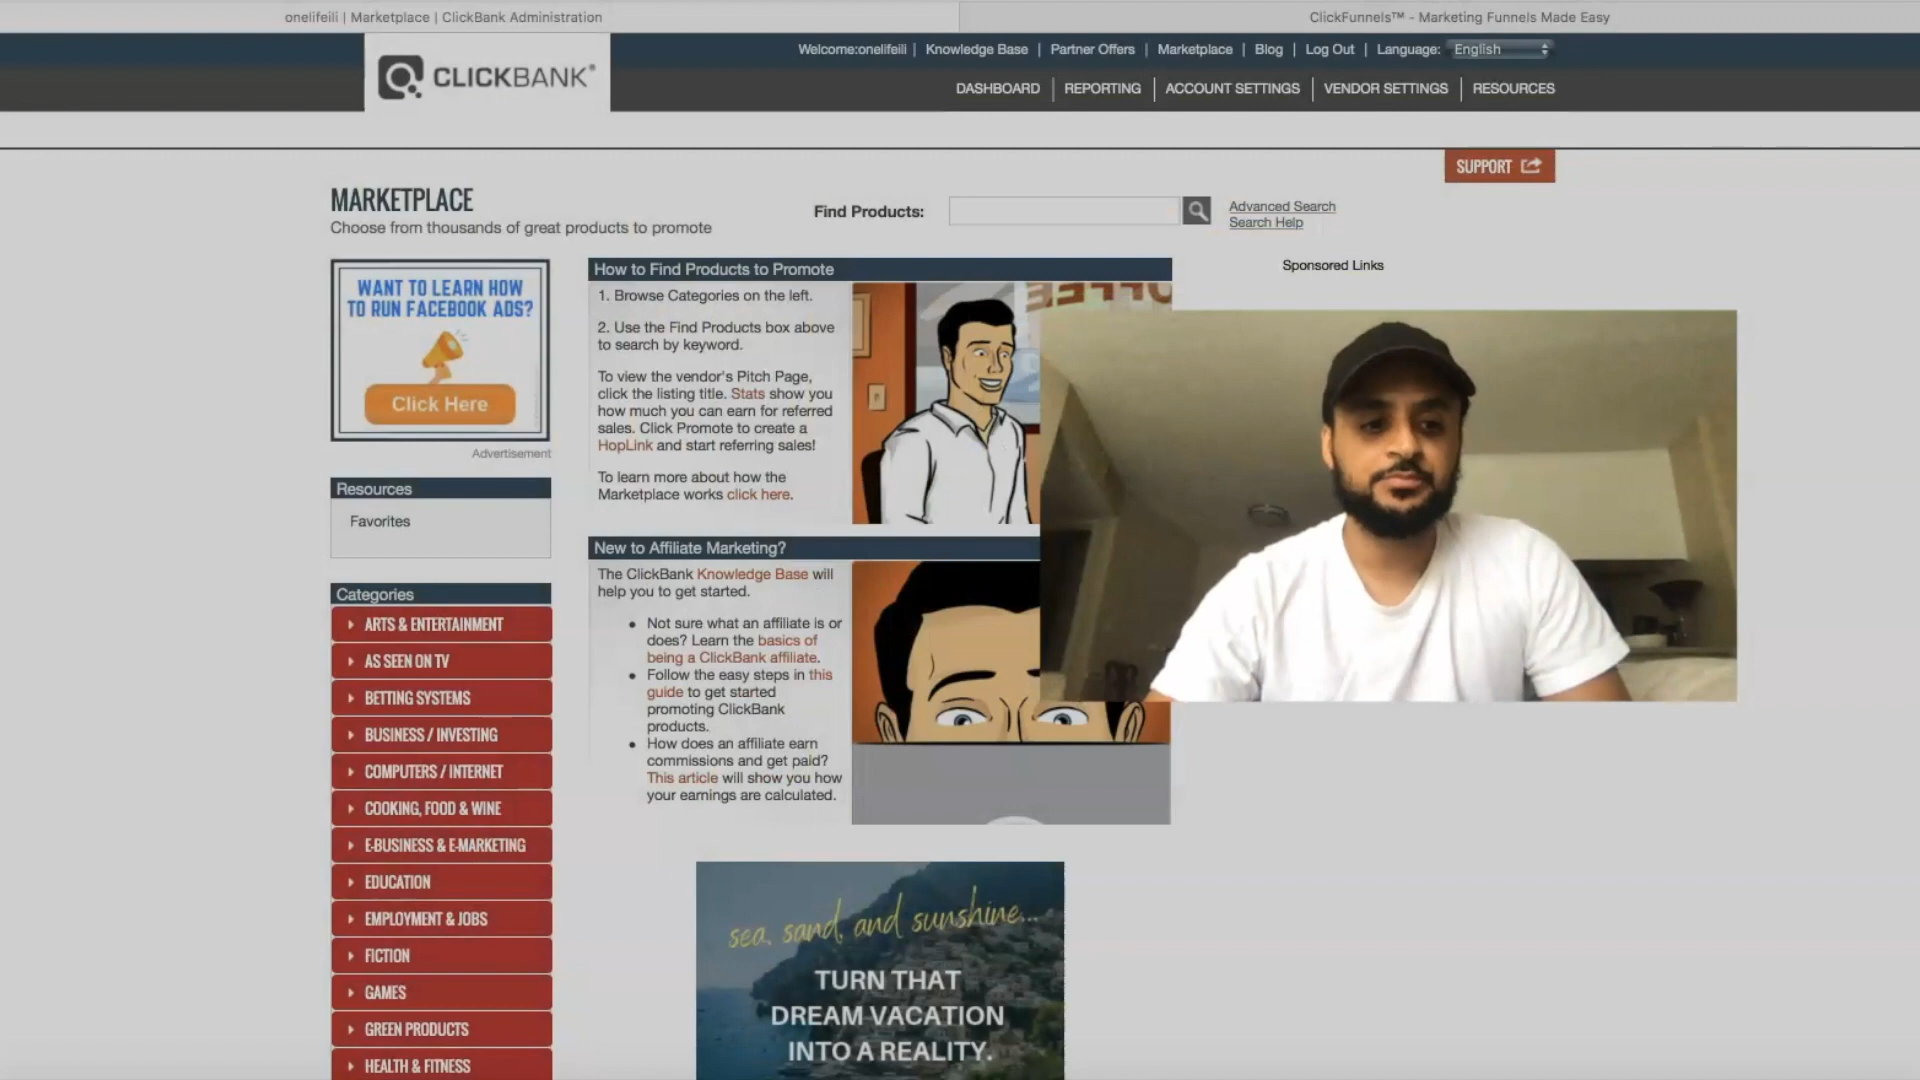 onelifeili | Marketplace | ClickBank Administration
ClickFunnels™ - Marketing Funnels Made Easy
Welcome:onelifeili | Knowledge Base | Partner Offers | Marketplace | Blog | Log Out | Language: English
CLICKBANK®
DASHBOARD | REPORTING | ACCOUNT SETTINGS | VENDOR SETTINGS | RESOURCES
SUPPORT
MARKETPLACE
Choose from thousands of great products to promote
Find Products:
Advanced Search
Search Help
WANT TO LEARN HOW
TO RUN FACEBOOK ADS?
Click Here
Advertisement
Resources
Favorites
Categories
ARTS & ENTERTAINMENT
AS SEEN ON TV
BETTING SYSTEMS
BUSINESS / INVESTING
COMPUTERS / INTERNET
COOKING, FOOD & WINE
E-BUSINESS & E-MARKETING
EDUCATION
EMPLOYMENT & JOBS
FICTION
GAMES
GREEN PRODUCTS
HEALTH & FITNESS
How to Find Products to Promote
1. Browse Categories on the left.
2. Use the Find Products box above
to search by keyword.
To view the vendor's Pitch Page,
click the listing title. Stats show you
how much you can earn for referred
sales. Click Promote to create a
HopLink and start referring sales!
To learn more about how the
Marketplace works click here.
New to Affiliate Marketing?
The ClickBank Knowledge Base will
help you to get started.
• Not sure what an affiliate is or
does? Learn the basics of
being a ClickBank affiliate.
• Follow the easy steps in this
guide to get started
promoting ClickBank
products.
• How does an affiliate earn
commissions and get paid?
This article will show you how
your earnings are calculated.
Sponsored Links
sea, sand, and sunshine...
TURN THAT
DREAM VACATION
INTO A REALITY.